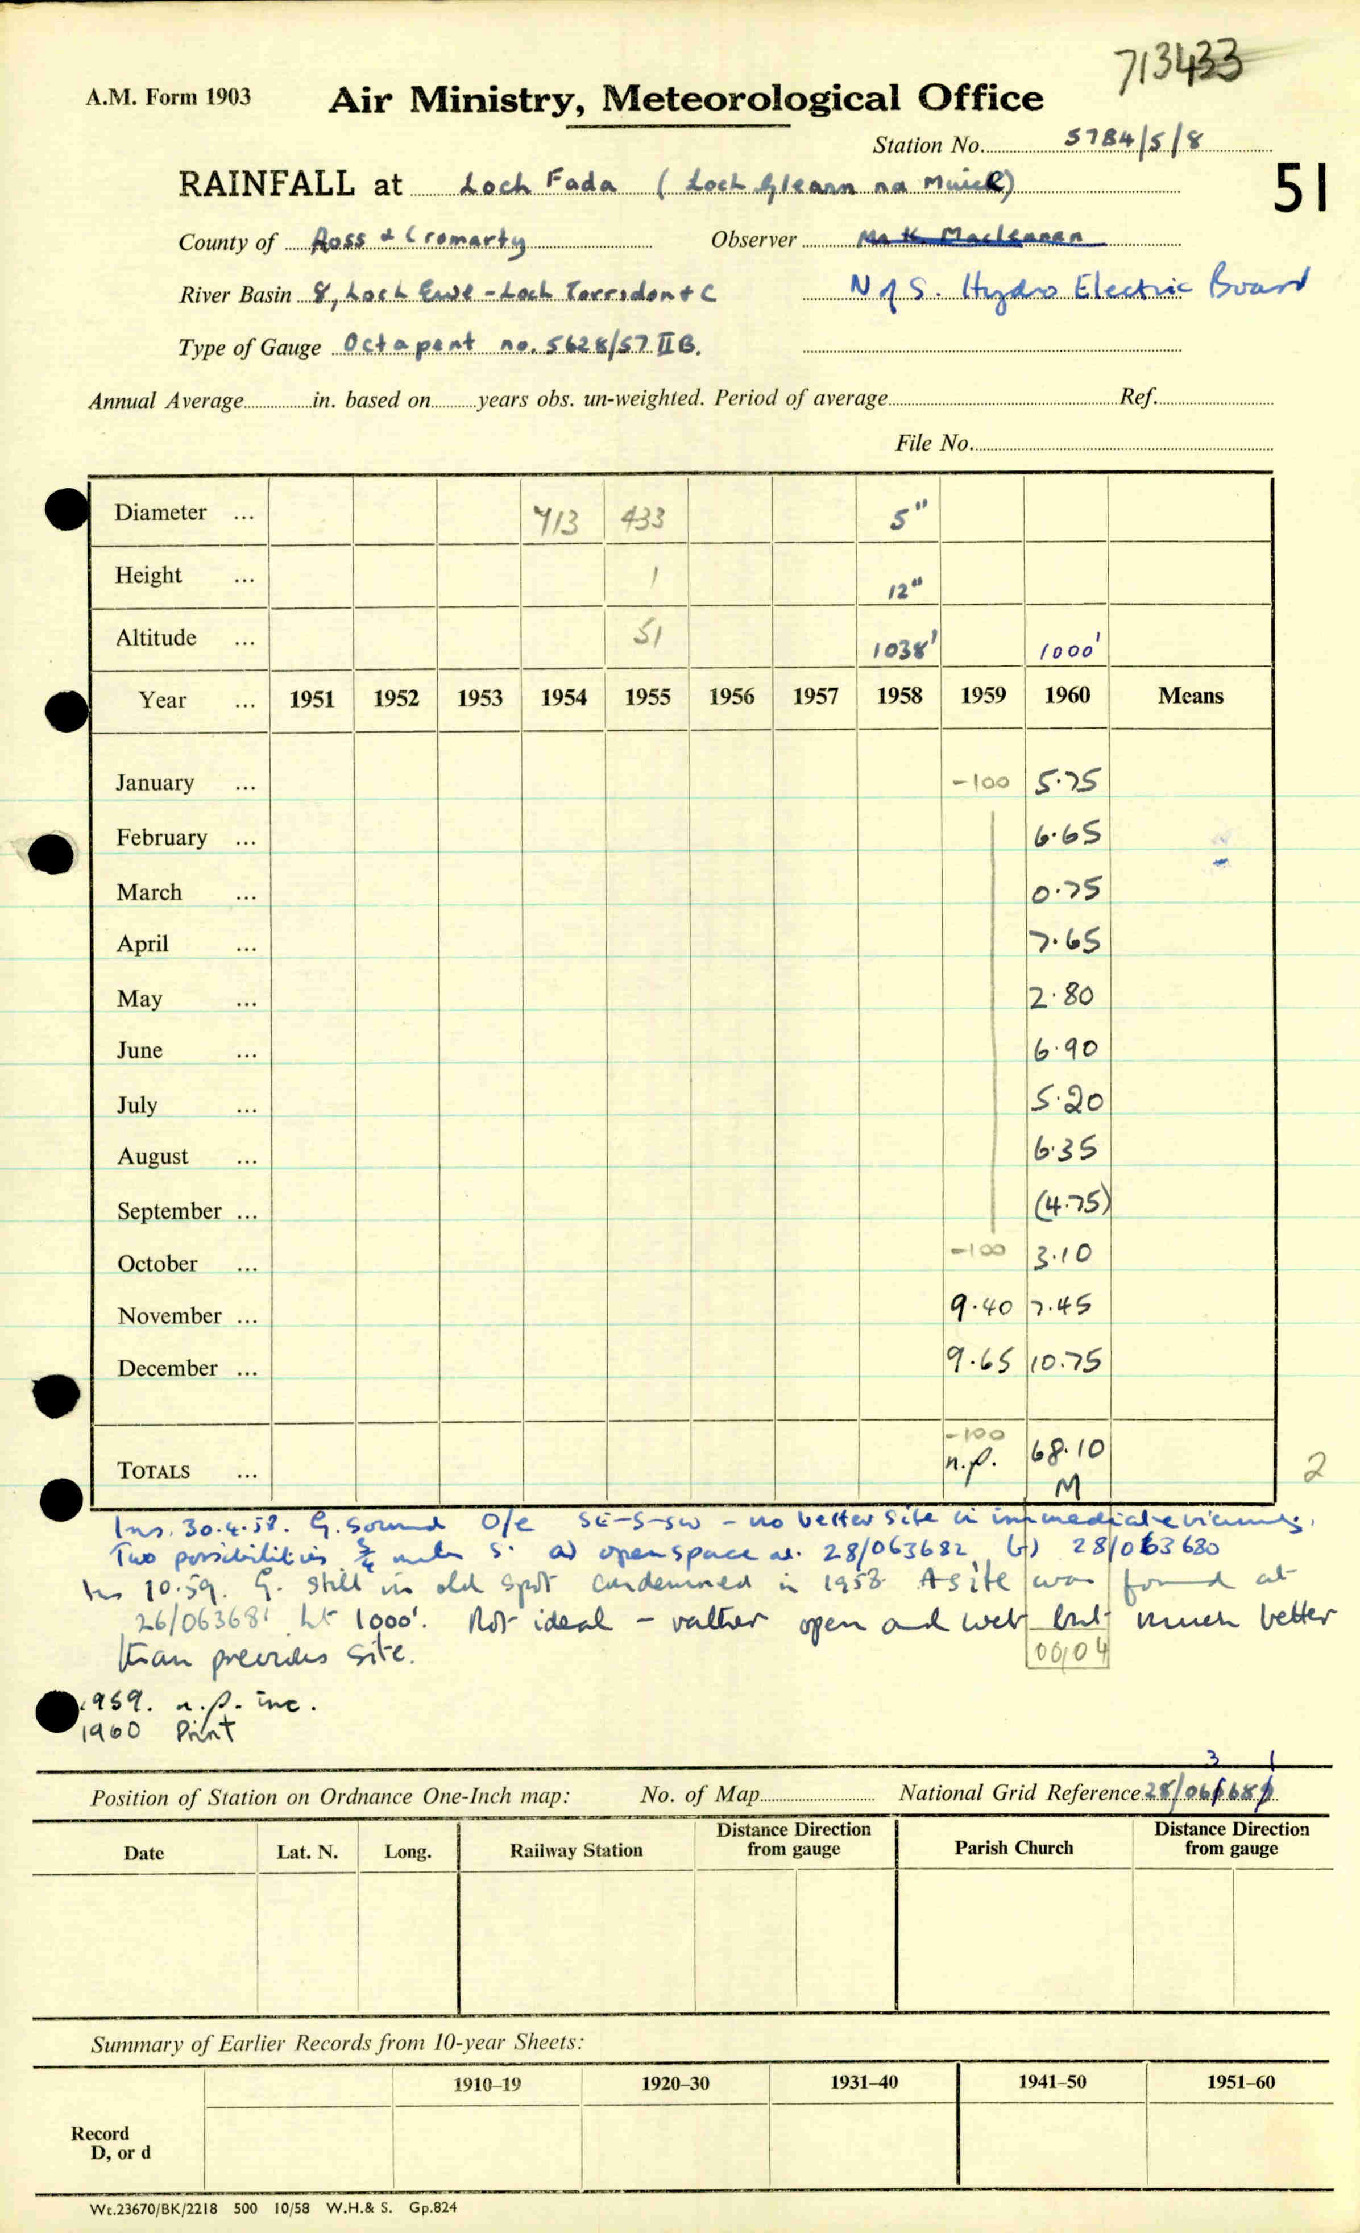 713433
A.M. Form 1903 Air Ministry, Meteorological Office
Station No. 5784/5/8
RAINFALL at Loch Fada (Loch Glearn na Muick) 51
County of Ross & Cromarty Observer Mr K. Maclennan
River Basin 8, Loch Ewe - Loch Torridon & C N of S. Hydro Electric Board
Type of Gauge Octapent no. 5628/57 IIB.
Annual Average in. based on years obs. un-weighted. Period of average Ref.
File No.
Diameter ... 713 433 5"
Height ... 1 12"
Altitude ... 51 1038' 1000'
Year ... 1951 1952 1953 1954 1955 1956 1957 1958 1959 1960 Means
January ... -100 5.75
February ... 6.65
March ... 0.75
April ... 7.65
May ... 2.80
June ... 6.90
July ... 5.20
August ... 6.35
September ... (4.75)
October ... -100 3.10
November ... 9.40 7.45
December ... 9.65 10.75
-100
TOTALS ... n.p. 68.10 2
M
Ins. 30.4.58. G. sound O/e SE-S-SW - no better site in immediate vicinity.
Two possibilities 3/4 mile S. a) open space at 28/063682 (b) 28/063680
Ins 10.59. G. still in old spot condemned in 1958 A site was found at
26/063681 ht 1000'. Not ideal - rather open and wet but much better
than previous site. 00/04
1959. n.p. inc.
1960 Print
3 1
Position of Station on Ordnance One-Inch map: No. of Map National Grid Reference 28/06 68
Date Lat. N. Long. Railway Station Distance Direction from gauge Parish Church Distance Direction from gauge
Summary of Earlier Records from 10-year Sheets:
1910–19 1920–30 1931–40 1941–50 1951–60
Record
D, or d
Wt.23670/BK/2218 500 10/58 W.H.& S. Gp.824